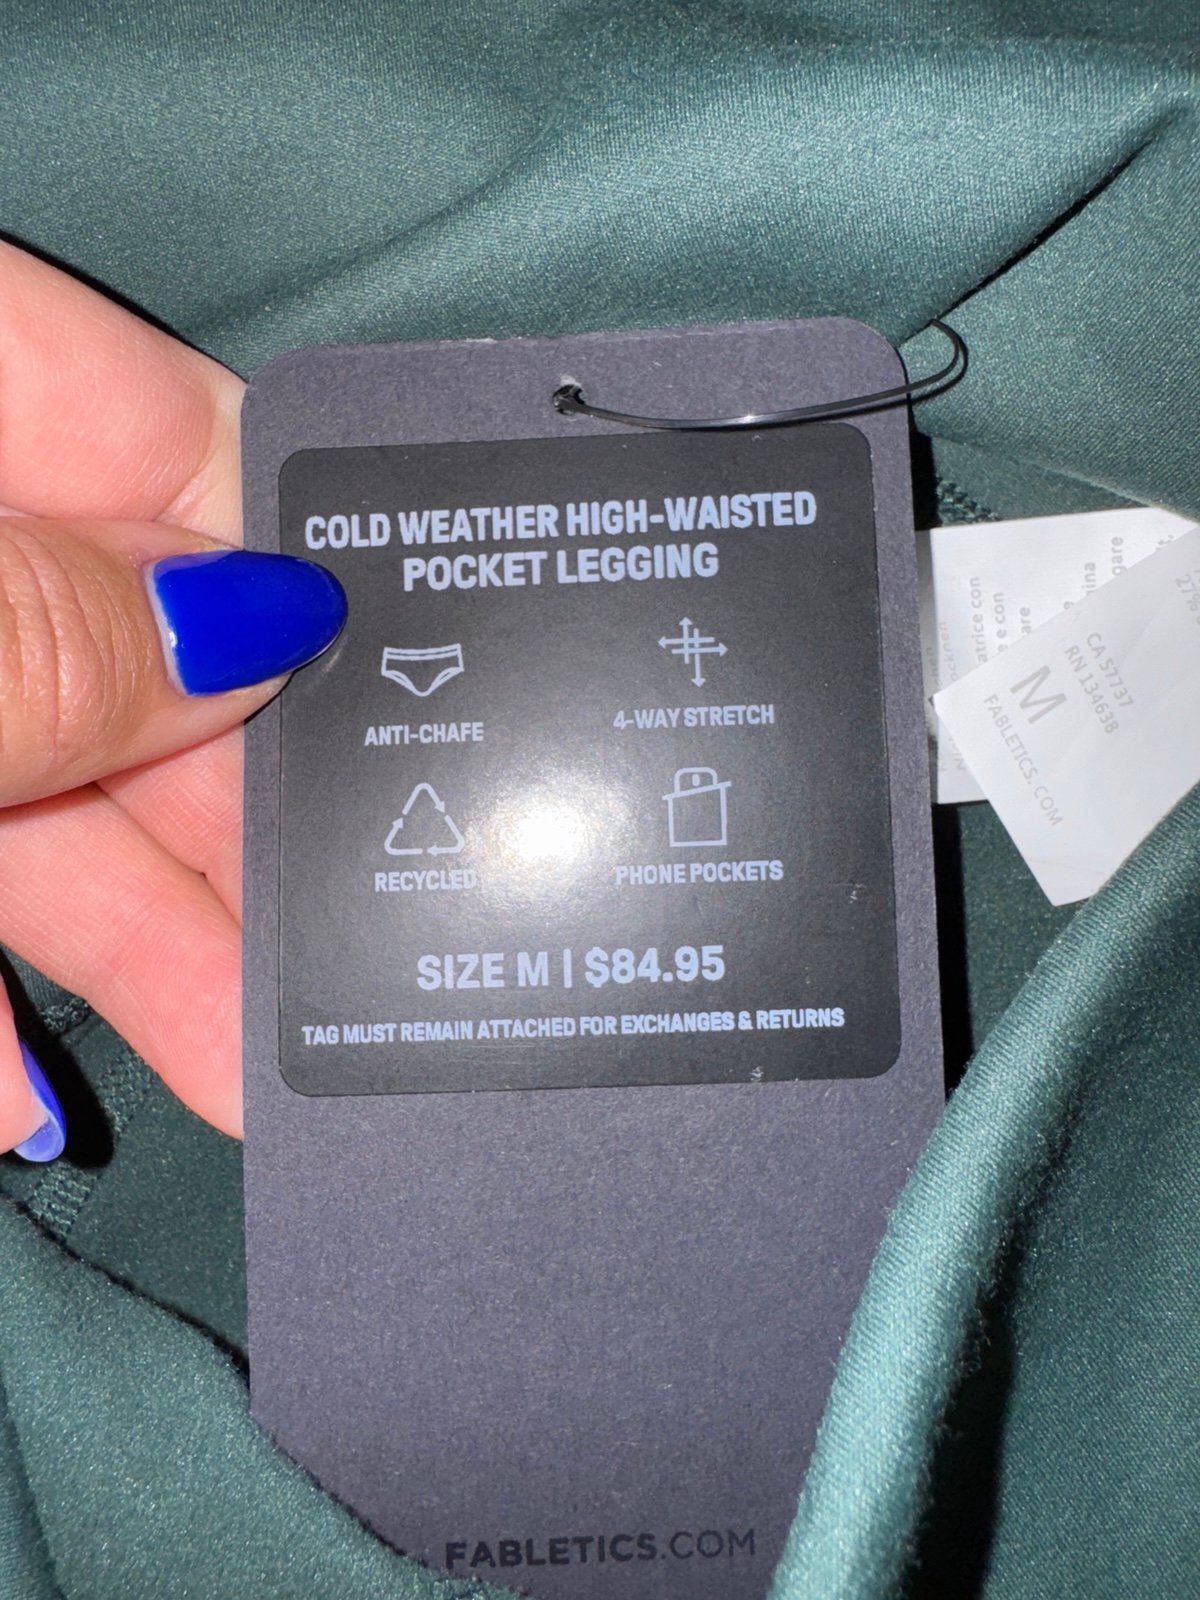 COLD WEATHER HIGH-WAISTED
POCKET LEGGING
ANTI-CHAFE
4-WAY STRETCH
RECYCLED
PHONE POCKETS
SIZE M | $84.95
TAG MUST REMAIN ATTACHED FOR EXCHANGES & RETURNS
FABLETICS.COM
CA 57737
RN 134638
M
FABLETICS.COM